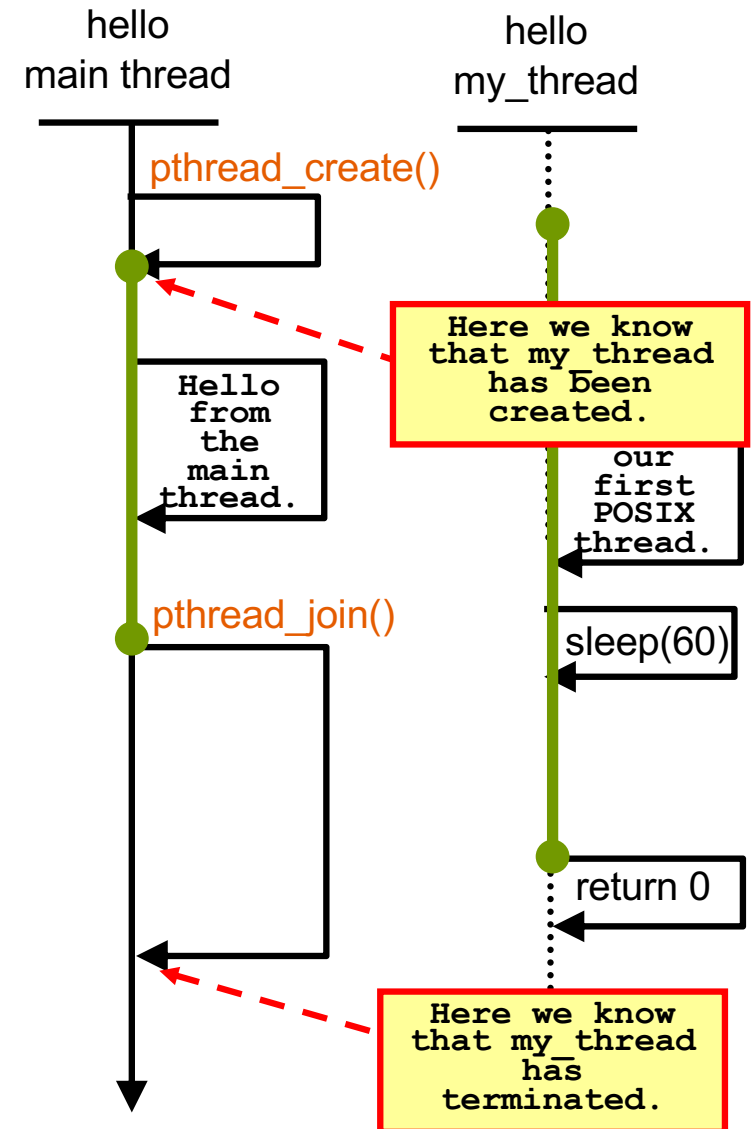 hello
main thread
hello
my_thread
pthread_create()
Here we know
that my_thread
has been
created.
Hello
from
the
main
thread.
our
first
POSIX
thread.
pthread_join()
sleep(60)
return 0
Here we know
that my_thread
has
terminated.